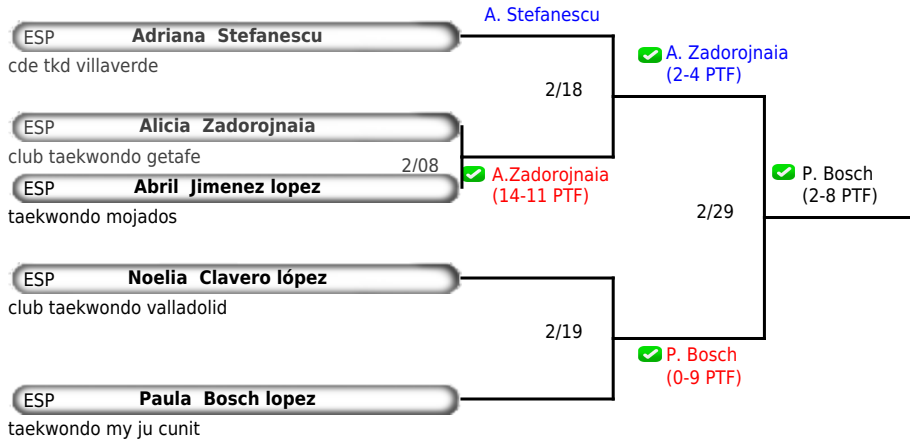 A. Stefanescu
ESP Adriana Stefanescu
cde tkd villaverde
A. Zadorojnaia
(2-4 PTF)
2/18
ESP Alicia Zadorojnaia
club taekwondo getafe
2/08
A.Zadorojnaia
(14-11 PTF)
ESP Abril Jimenez lopez
taekwondo mojados
P. Bosch
(2-8 PTF)
2/29
ESP Noelia Clavero lópez
club taekwondo valladolid
2/19
P. Bosch
(0-9 PTF)
ESP Paula Bosch lopez
taekwondo my ju cunit